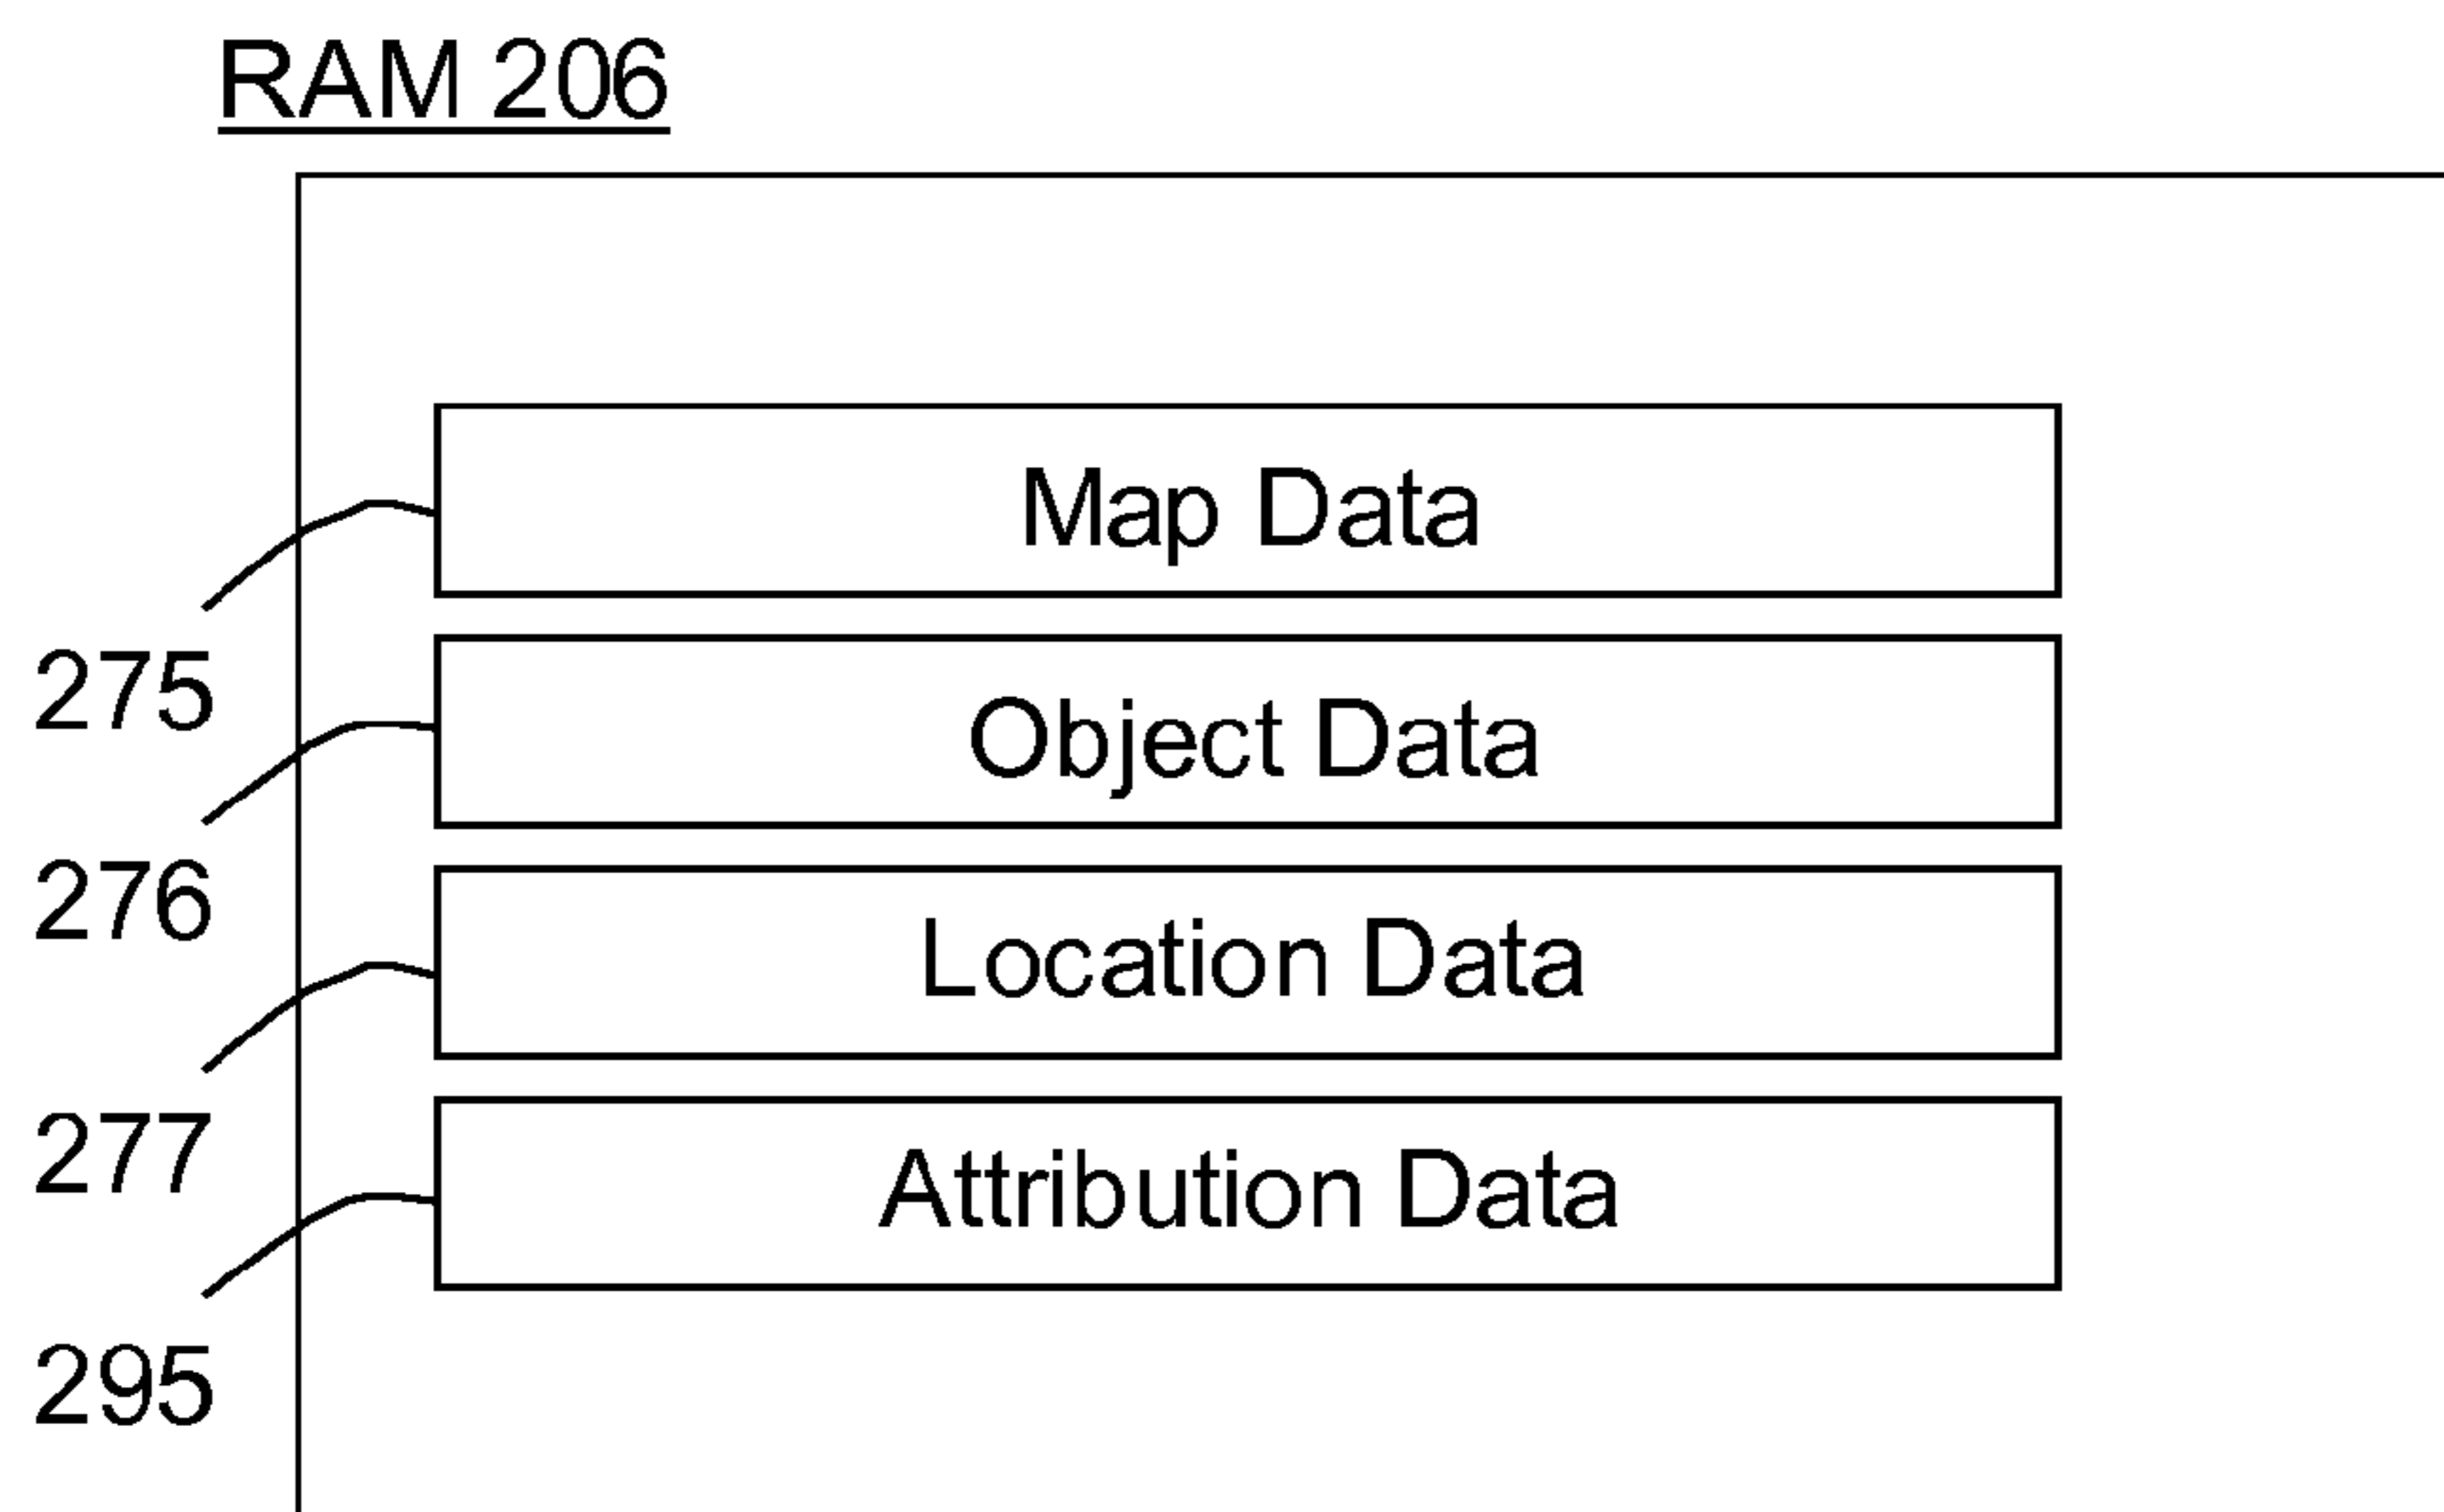 RAM 206
Map Data
275
Object Data
276
Location Data
277
Attribution Data
295